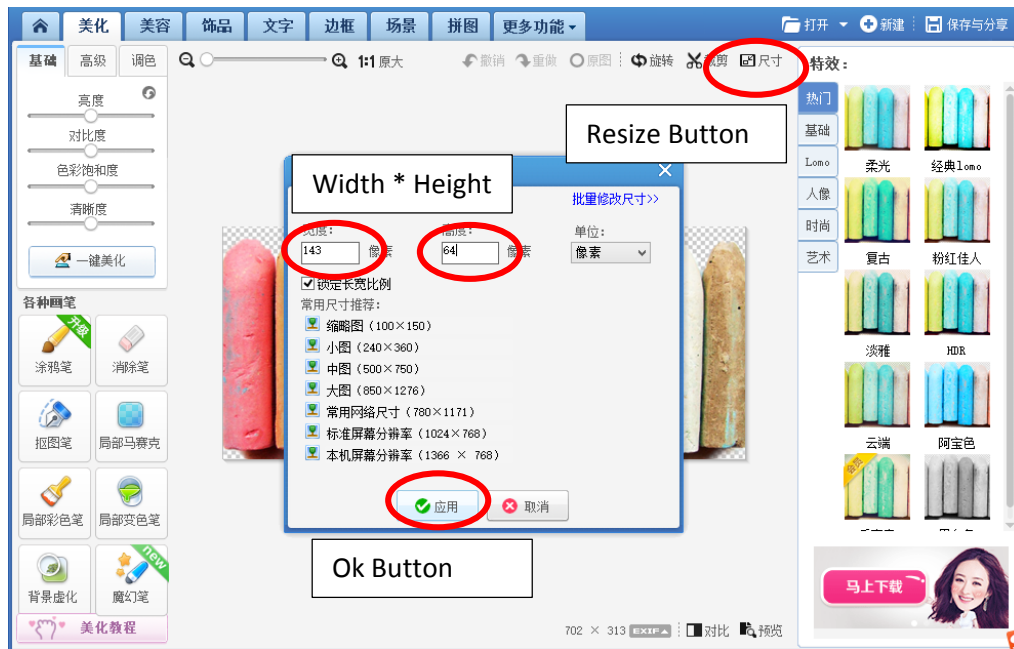 美化 美容 饰品 文字 边框 场景 拼图 更多功能 打开 新建 保存与分享
基础 高级 调色
1:1 原大 撤销 重做 原图 旋转 裁剪 尺寸
特效:
亮度
对比度
色彩饱和度
清晰度
一键美化
各种画笔
升级
涂鸦笔 消除笔
抠图笔 局部马赛克
局部彩色笔 局部变色笔
new
背景虚化 魔幻笔
美化教程
Resize Button
Width * Height
批量修改尺寸>>
宽度: 高度: 单位:
143 像素 64 像素 像素
锁定长宽比例
常用尺寸推荐:
缩略图 (100×150)
小图 (240×360)
中图 (500×750)
大图 (850×1276)
常用网络尺寸 (780×1171)
标准屏幕分辨率 (1024×768)
本机屏幕分辨率 (1366 × 768)
应用 取消
Ok Button
702 × 313 EXIF 对比 预览
热门
基础
Lomo
人像
时尚
艺术
柔光 经典lomo
复古 粉红佳人
淡雅 HDR
云端 阿宝色
会员
马上下载